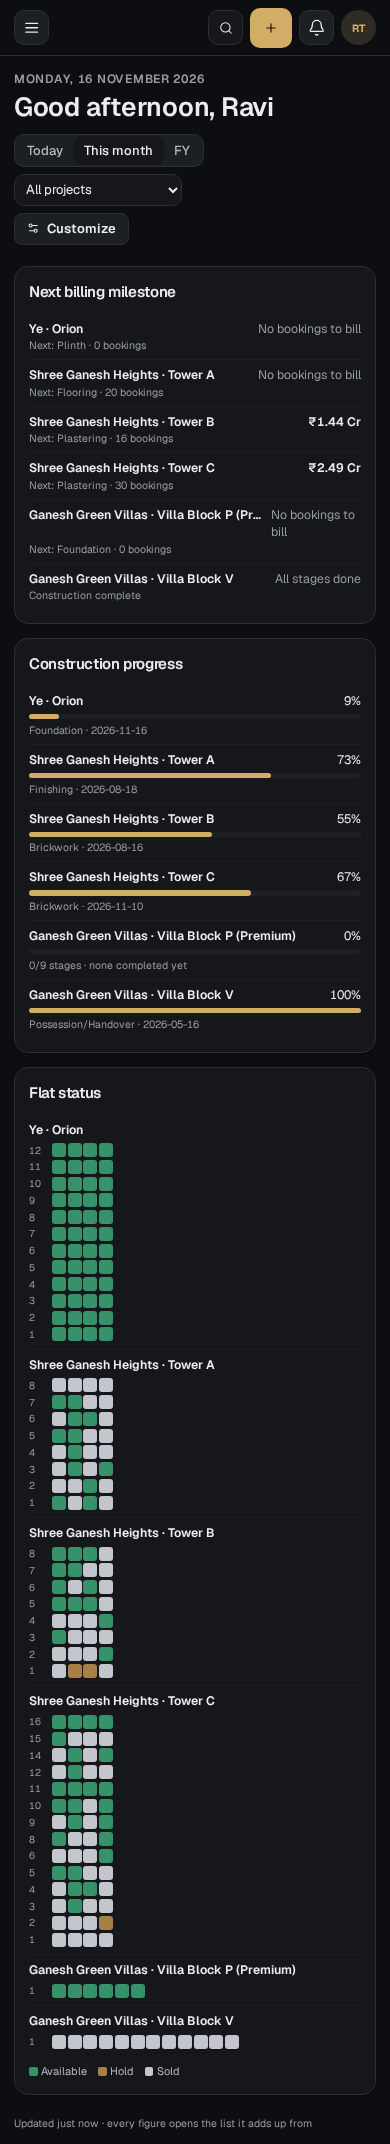 RT
MONDAY, 16 NOVEMBER 2026
Good afternoon, Ravi
Today This month FY
All projects
Customize
Next billing milestone
Ye · Orion No bookings to bill
Next: Plinth · 0 bookings
Shree Ganesh Heights · Tower A No bookings to bill
Next: Flooring · 20 bookings
Shree Ganesh Heights · Tower B ₹1.44 Cr
Next: Plastering · 16 bookings
Shree Ganesh Heights · Tower C ₹2.49 Cr
Next: Plastering · 30 bookings
Ganesh Green Villas · Villa Block P (Pr... No bookings to
bill
Next: Foundation · 0 bookings
Ganesh Green Villas · Villa Block V All stages done
Construction complete
Construction progress
Ye · Orion 9%
Foundation · 2026-11-16
Shree Ganesh Heights · Tower A 73%
Finishing · 2026-08-18
Shree Ganesh Heights · Tower B 55%
Brickwork · 2026-08-16
Shree Ganesh Heights · Tower C 67%
Brickwork · 2026-11-10
Ganesh Green Villas · Villa Block P (Premium) 0%
0/9 stages · none completed yet
Ganesh Green Villas · Villa Block V 100%
Possession/Handover · 2026-05-16
Flat status
Ye · Orion
12
11
10
9
8
7
6
5
4
3
2
1
Shree Ganesh Heights · Tower A
8
7
6
5
4
3
2
1
Shree Ganesh Heights · Tower B
8
7
6
5
4
3
2
1
Shree Ganesh Heights · Tower C
16
15
14
12
11
10
9
8
6
5
4
3
2
1
Ganesh Green Villas · Villa Block P (Premium)
1
Ganesh Green Villas · Villa Block V
1
Available Hold Sold
Updated just now · every figure opens the list it adds up from